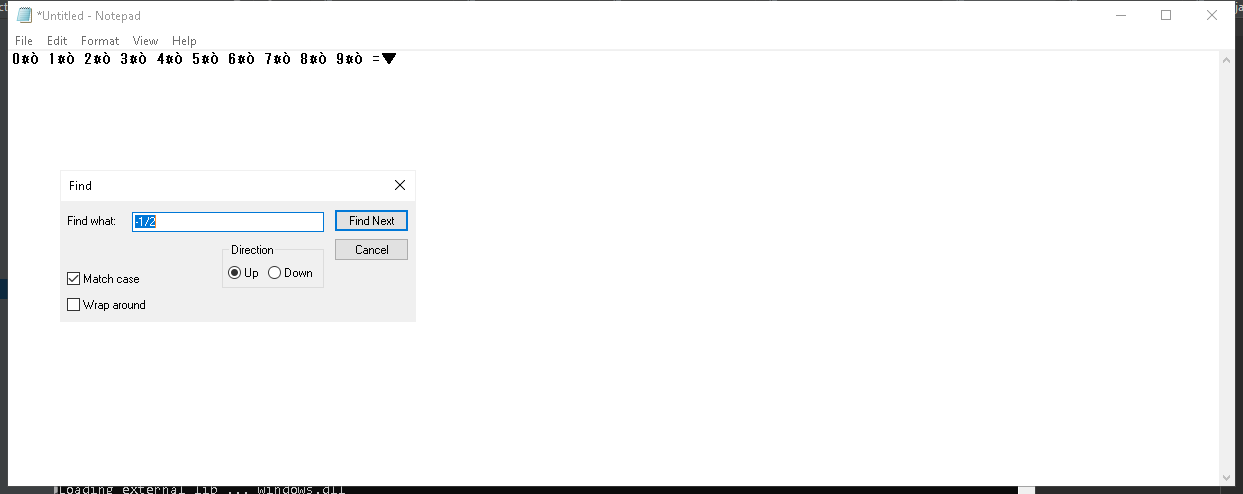 *Untitled - Notepad
File Edit Format View Help
0¤ò 1¤ò 2¤ò 3¤ò 4¤ò 5¤ò 6¤ò 7¤ò 8¤ò 9¤ò =▼
Find
Find what: -1/2 Find Next
Direction Cancel
Up Down
Match case
Wrap around
Loading external lib ... windows.dll